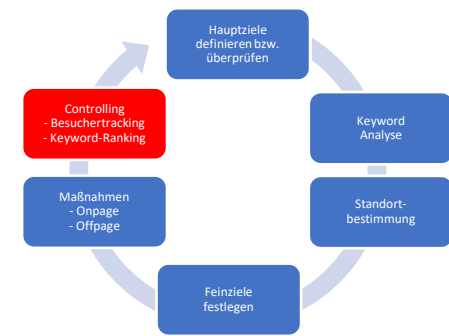 Hauptziele
definieren bzw.
überprüfen
Keyword
Analyse
Standort-
bestimmung
Feinziele
festlegen
Maßnahmen
- Onpage
- Offpage
Controlling
- Besuchertracking
- Keyword-Ranking